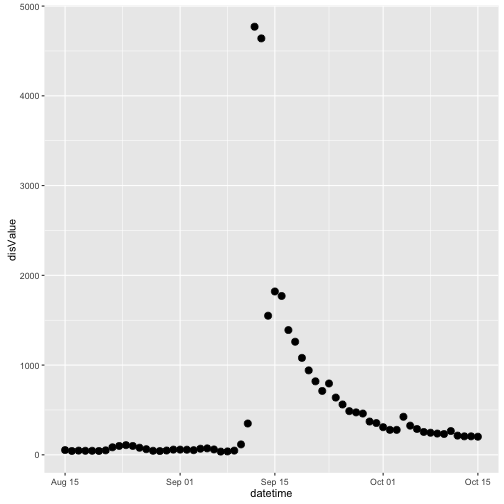 5000
4000
3000
2000
1000
0
disValue
Aug 15
Sep 01
Sep 15
Oct 01
Oct 15
datetime